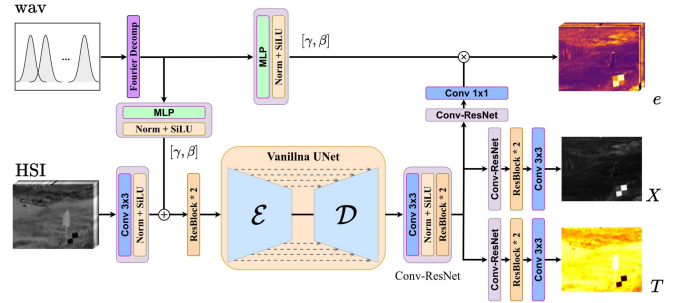 wav
...
Fourier Decomp
MLP
Norm + SiLU
[γ, β]
MLP
Norm + SiLU
[γ, β]
HSI
Conv 3x3
Norm + SiLU
ResBlock * 2
Vanillna UNet
ℰ
𝒟
Conv 3x3
Norm + SiLU
ResBlock * 2
Conv-ResNet
Conv 1x1
Conv-ResNet
e
Conv-ResNet
ResBlock * 2
Conv 3x3
X
Conv-ResNet
ResBlock * 2
Conv 3x3
T